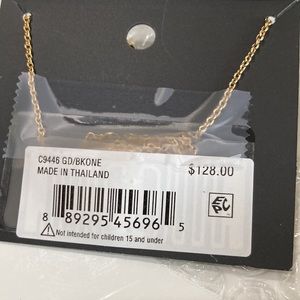 C9446 GD/BKONE
MADE IN THAILAND $128.00
8 89295 45696 5
EPC
Not intended for children 15 and under